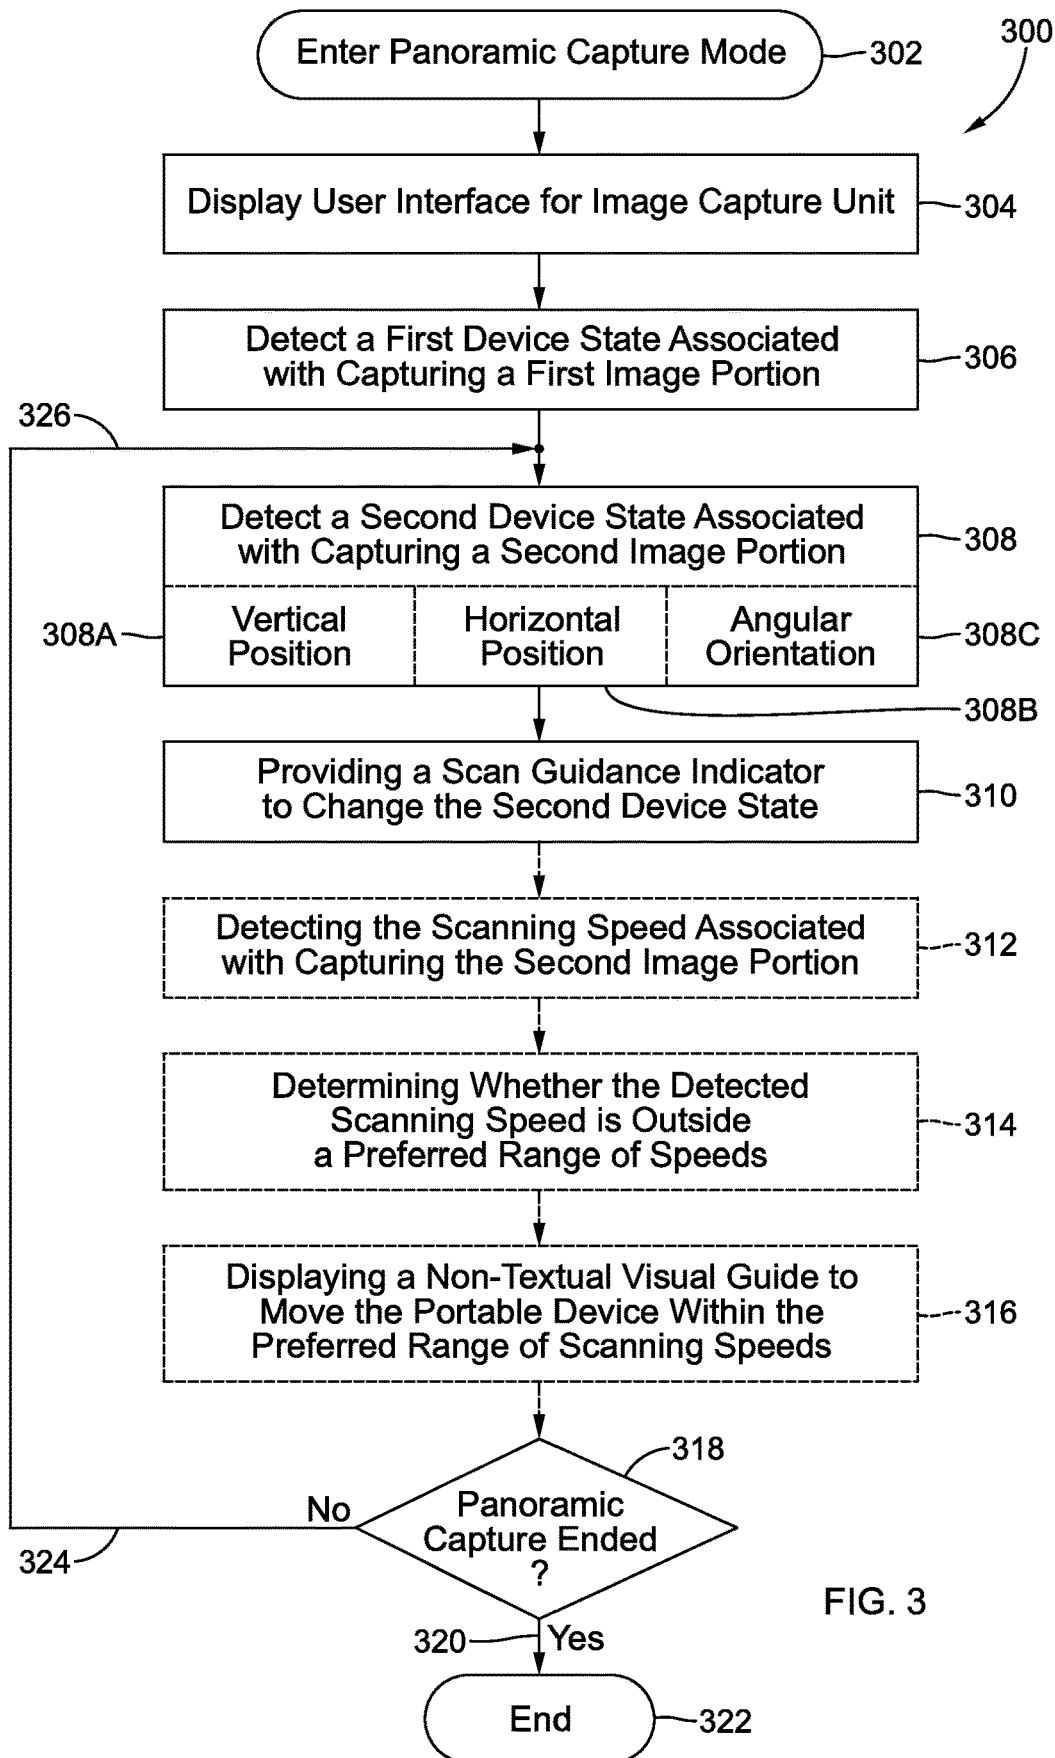 Enter Panoramic Capture Mode
302
300
Display User Interface for Image Capture Unit
304
Detect a First Device State Associated
with Capturing a First Image Portion
306
326
Detect a Second Device State Associated
with Capturing a Second Image Portion
308
308A
Vertical
Position
Horizontal
Position
Angular
Orientation
308C
308B
Providing a Scan Guidance Indicator
to Change the Second Device State
310
Detecting the Scanning Speed Associated
with Capturing the Second Image Portion
312
Determining Whether the Detected
Scanning Speed is Outside
a Preferred Range of Speeds
314
Displaying a Non-Textual Visual Guide to
Move the Portable Device Within the
Preferred Range of Scanning Speeds
316
318
Panoramic
Capture Ended
?
No
324
320
Yes
FIG. 3
End
322